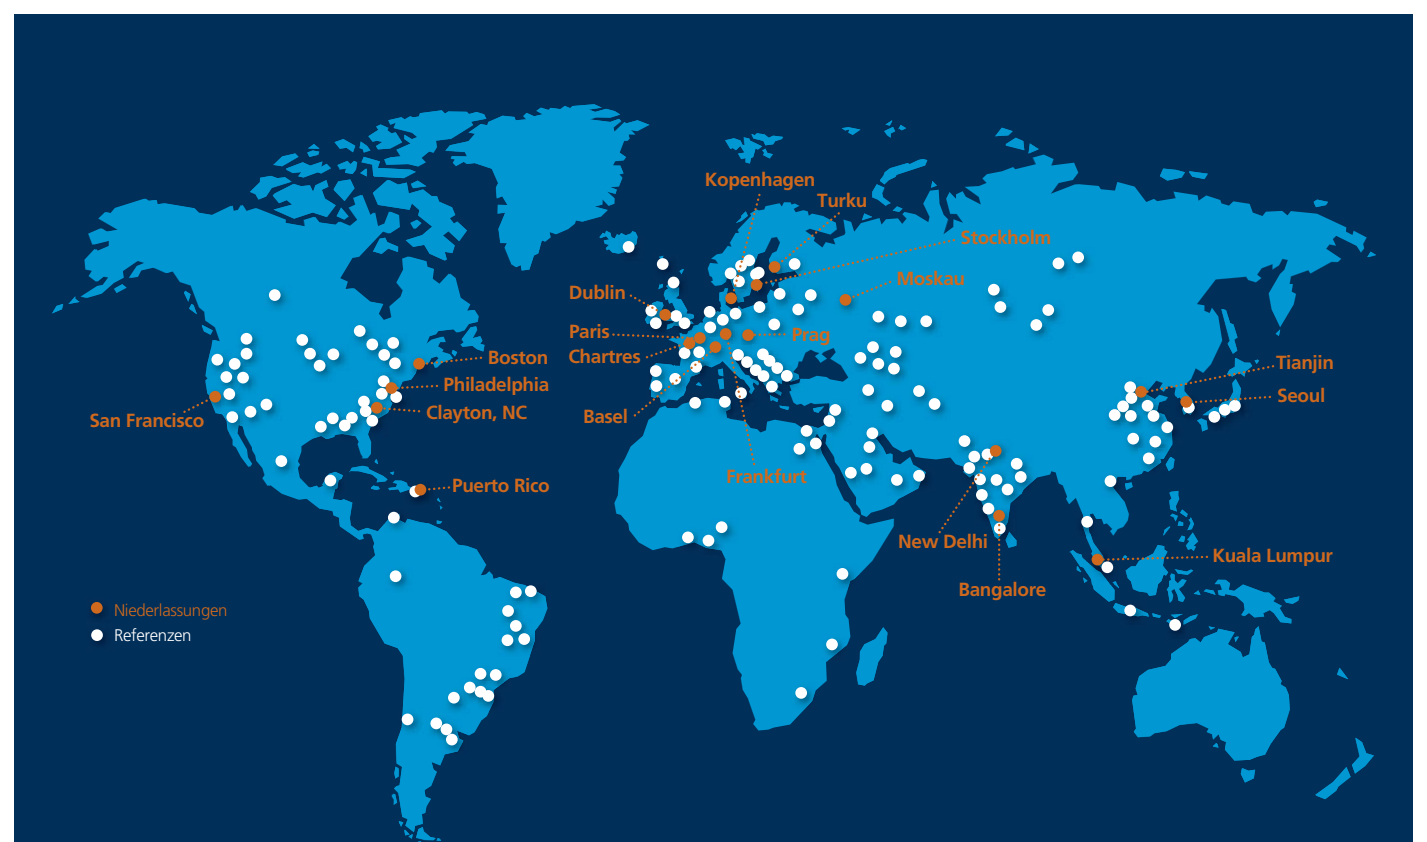 Kopenhagen
Turku
Stockholm
Moskau
Dublin
Paris
Prag
Chartres
Boston
Tianjin
Philadelphia
Seoul
San Francisco
Clayton, NC
Basel
Frankfurt
Puerto Rico
New Delhi
Kuala Lumpur
Bangalore
Niederlassungen
Referenzen